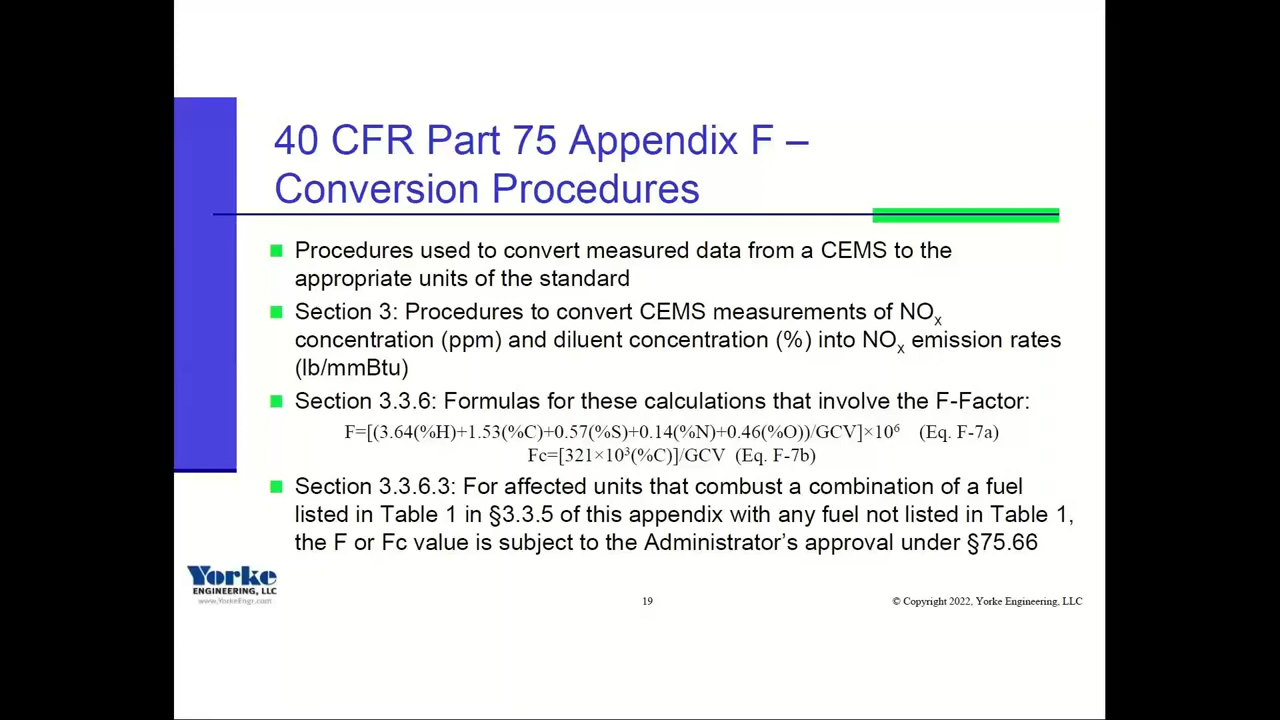 40 CFR Part 75 Appendix F –
Conversion Procedures
Procedures used to convert measured data from a CEMS to the
appropriate units of the standard
Section 3: Procedures to convert CEMS measurements of NOx
concentration (ppm) and diluent concentration (%) into NOx emission rates
(lb/mmBtu)
Section 3.3.6: Formulas for these calculations that involve the F-Factor:
F=[(3.64(%H)+1.53(%C)+0.57(%S)+0.14(%N)+0.46(%O))/GCV]×10⁶ (Eq. F-7a)
Fc=[321×10³(%C)]/GCV (Eq. F-7b)
Section 3.3.6.3: For affected units that combust a combination of a fuel
listed in Table 1 in §3.3.5 of this appendix with any fuel not listed in Table 1,
the F or Fc value is subject to the Administrator’s approval under §75.66
Yorke
ENGINEERING, LLC
www.YorkeEngr.com
19
© Copyright 2022, Yorke Engineering, LLC